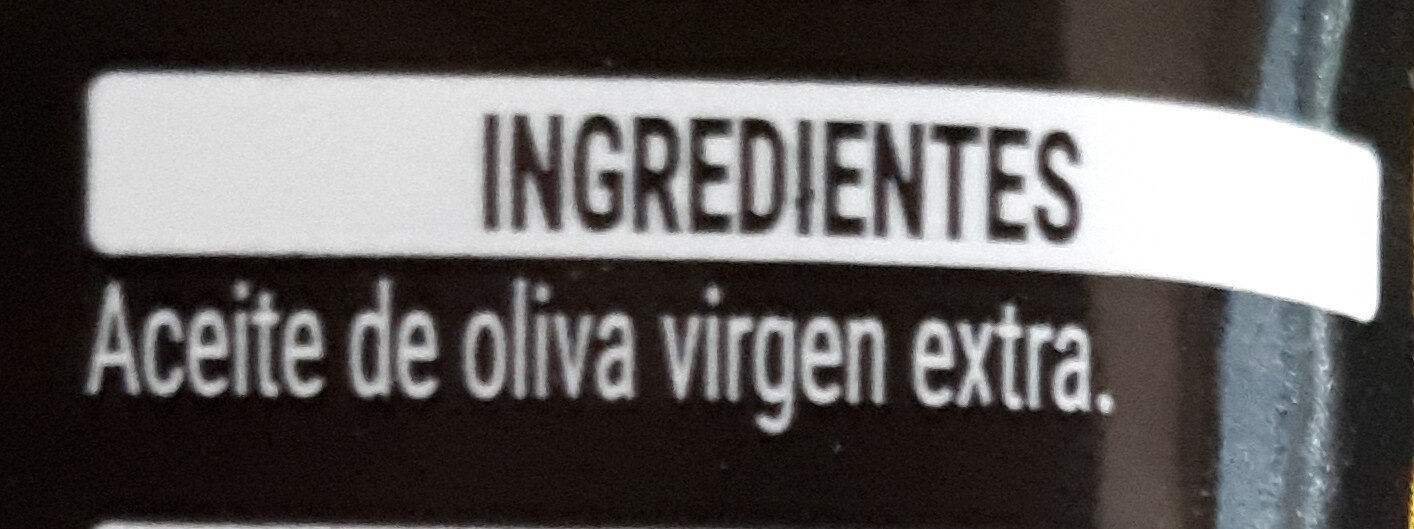 INGREDIENTES
Aceite de oliva virgen extra.